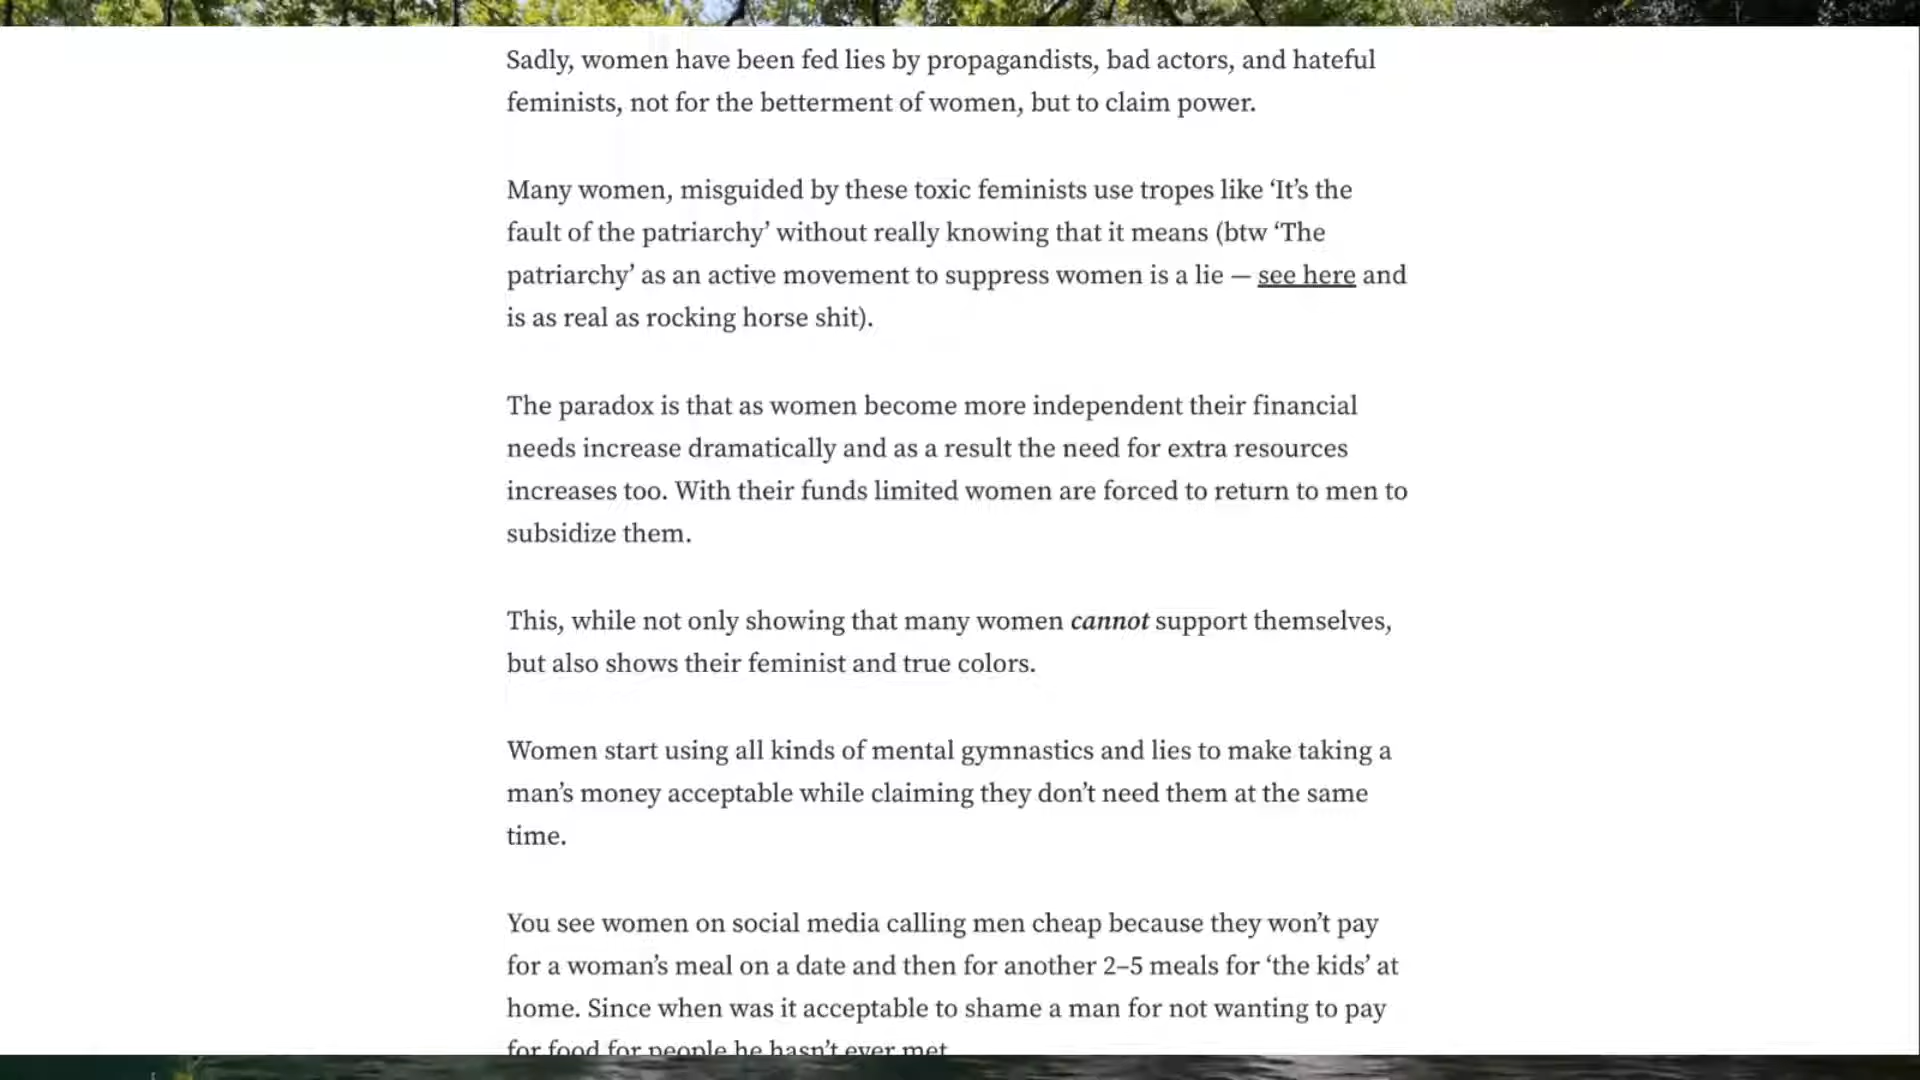 Sadly, women have been fed lies by propagandists, bad actors, and hateful
feminists, not for the betterment of women, but to claim power.
Many women, misguided by these toxic feminists use tropes like ‘It’s the
fault of the patriarchy’ without really knowing that it means (btw ‘The
patriarchy’ as an active movement to suppress women is a lie — see here and
is as real as rocking horse shit).
The paradox is that as women become more independent their financial
needs increase dramatically and as a result the need for extra resources
increases too. With their funds limited women are forced to return to men to
subsidize them.
This, while not only showing that many women cannot support themselves,
but also shows their feminist and true colors.
Women start using all kinds of mental gymnastics and lies to make taking a
man’s money acceptable while claiming they don’t need them at the same
time.
You see women on social media calling men cheap because they won’t pay
for a woman’s meal on a date and then for another 2–5 meals for ‘the kids’ at
home. Since when was it acceptable to shame a man for not wanting to pay
for food for people he hasn’t ever met